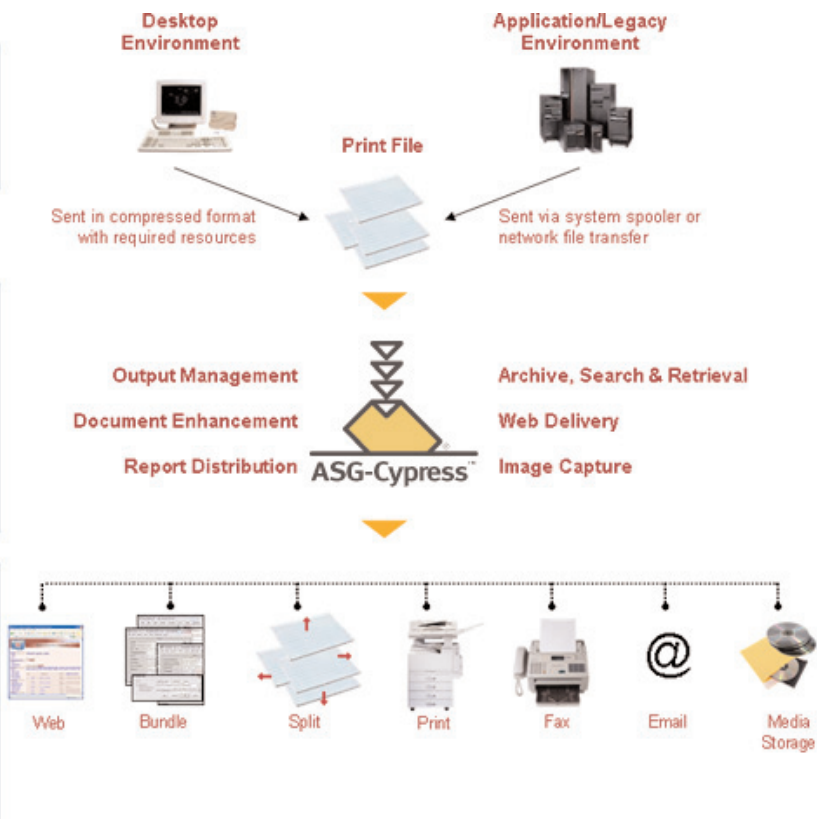 Desktop
Environment
Application/Legacy
Environment
Print File
Sent in compressed format
with required resources
Sent via system spooler or
network file transfer
Output Management
Archive, Search & Retrieval
Document Enhancement
Web Delivery
Report Distribution
ASG-Cypress™
Image Capture
®
Web
Bundle
Split
Print
Fax
@
Email
Media
Storage